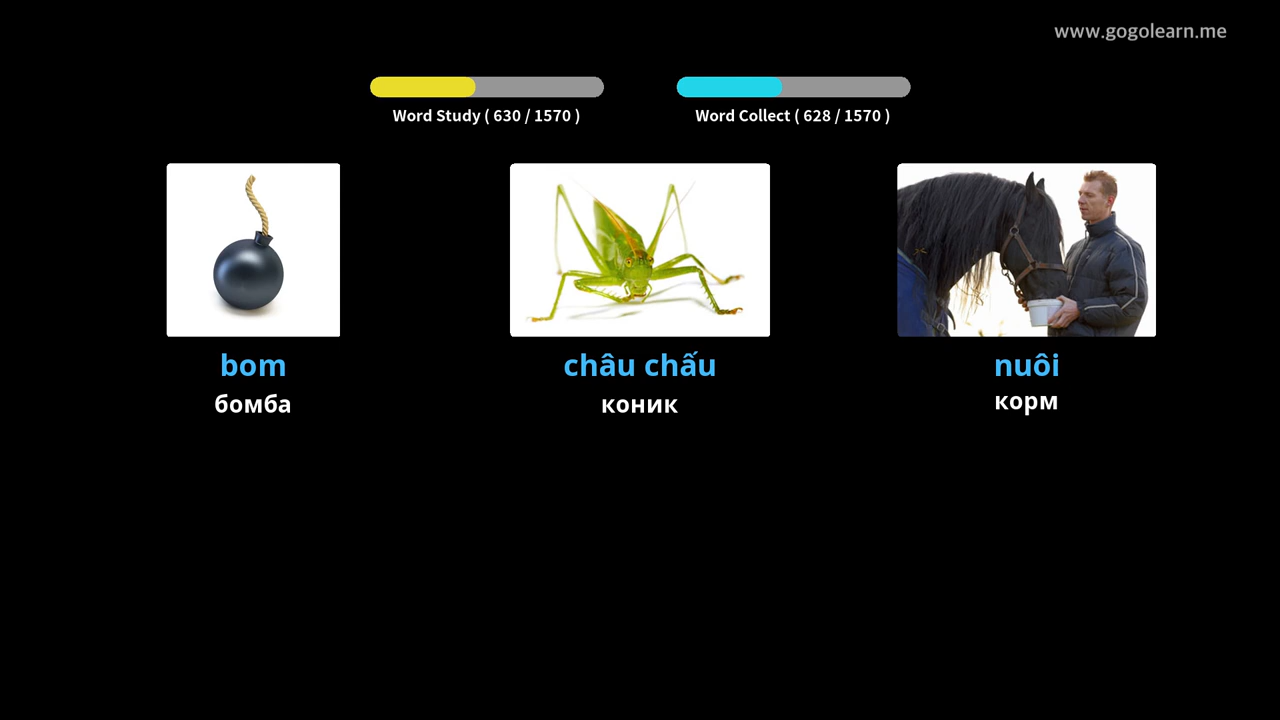 www.gogolearn.me
Word Study ( 630 / 1570 )
Word Collect ( 628 / 1570 )
bom
châu chấu
nuôi
бомба
коник
корм